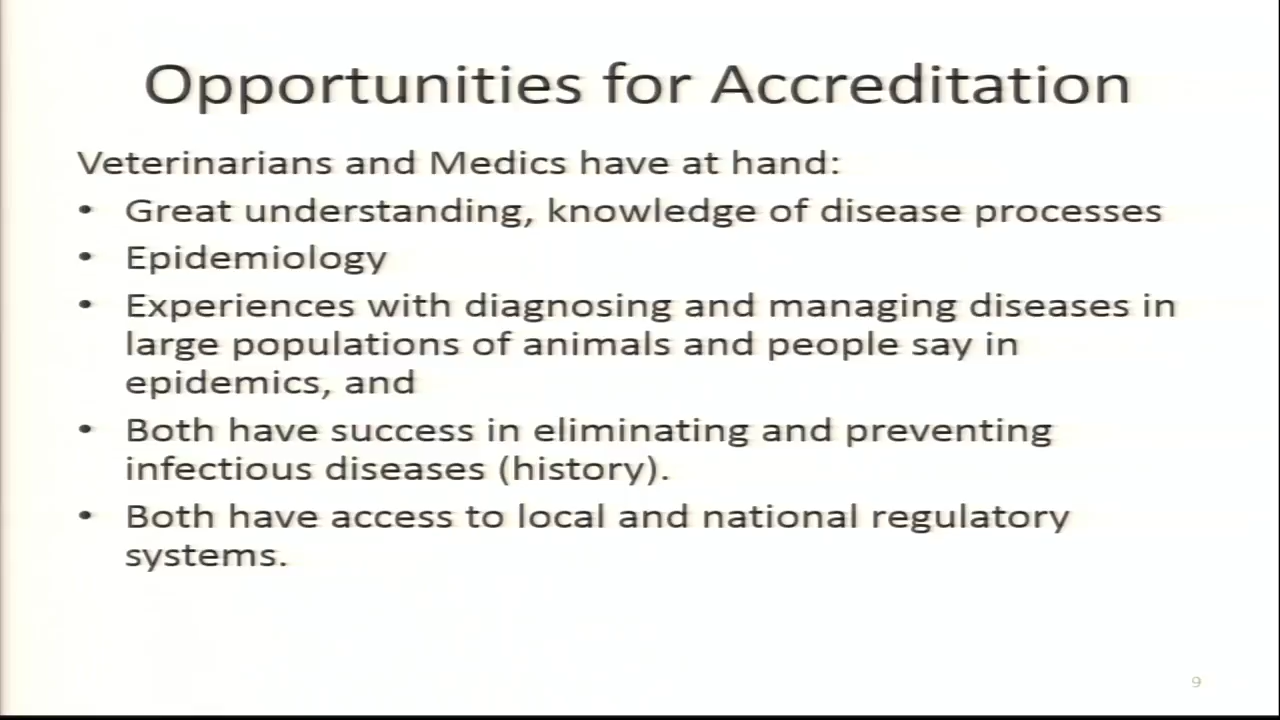 Opportunities for Accreditation
Veterinarians and Medics have at hand:
• Great understanding, knowledge of disease processes
• Epidemiology
• Experiences with diagnosing and managing diseases in
large populations of animals and people say in
epidemics, and
• Both have success in eliminating and preventing
infectious diseases (history).
• Both have access to local and national regulatory
systems.
9